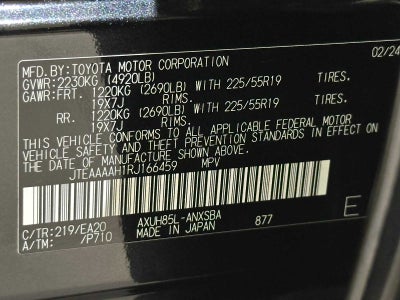 MFD.BY:TOYOTA MOTOR CORPORATION 02/24
GVWR:2230KG (4920LB)
GAWR:FRT. 1220KG (2690LB) WITH 225/55R19 TIRES.
19X7J RIMS.
RR. 1220KG (2690LB) WITH 225/55R19 TIRES.
19X7J RIMS.
THIS VEHICLE CONFORMS TO ALL APPLICABLE FEDERAL MOTOR
VEHICLE SAFETY AND THEFT PREVENTION STANDARDS IN EFFECT ON
THE DATE OF MANUFACTURE SHOWN ABOVE.
JTEAAAAH1RJ166459 MPV
C/TR:219/EA20 AXUH85L-ANXSBA 877 E
A/TM: /P710 MADE IN JAPAN